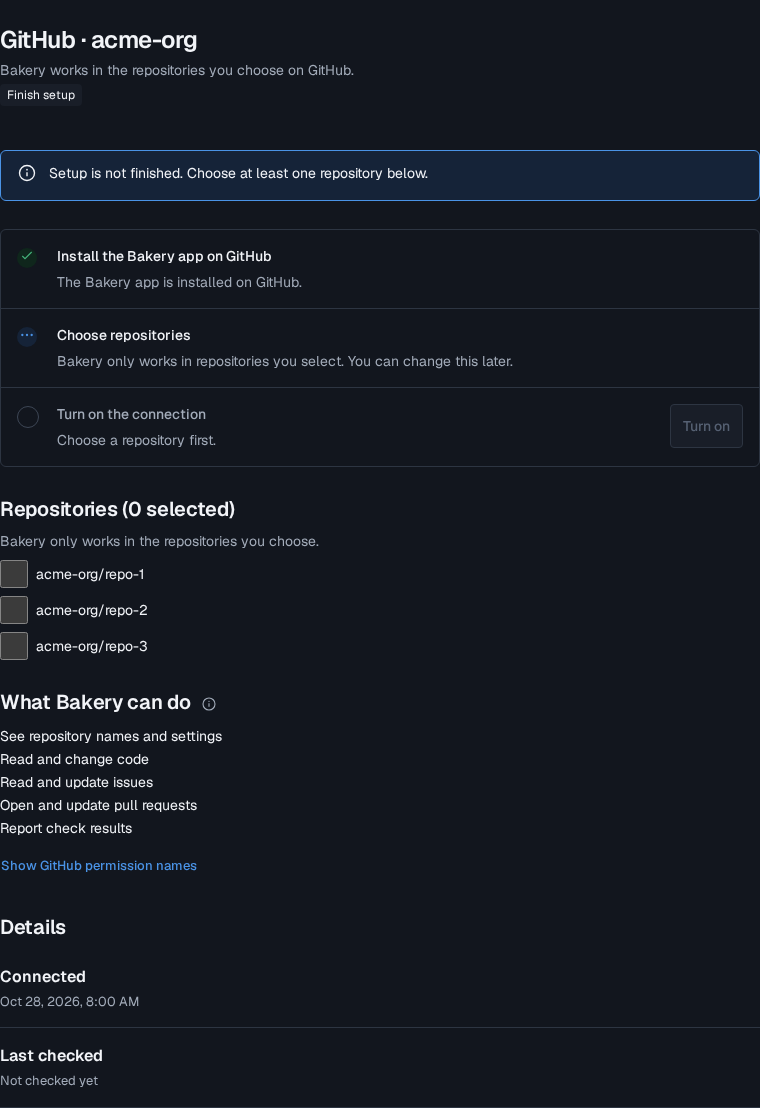 GitHub · acme-org
Bakery works in the repositories you choose on GitHub.
Finish setup
Setup is not finished. Choose at least one repository below.
Install the Bakery app on GitHub
The Bakery app is installed on GitHub.
Choose repositories
Bakery only works in repositories you select. You can change this later.
Turn on the connection
Choose a repository first.
Turn on
Repositories (0 selected)
Bakery only works in the repositories you choose.
acme-org/repo-1
acme-org/repo-2
acme-org/repo-3
What Bakery can do
See repository names and settings
Read and change code
Read and update issues
Open and update pull requests
Report check results
Show GitHub permission names
Details
Connected
Oct 28, 2026, 8:00 AM
Last checked
Not checked yet